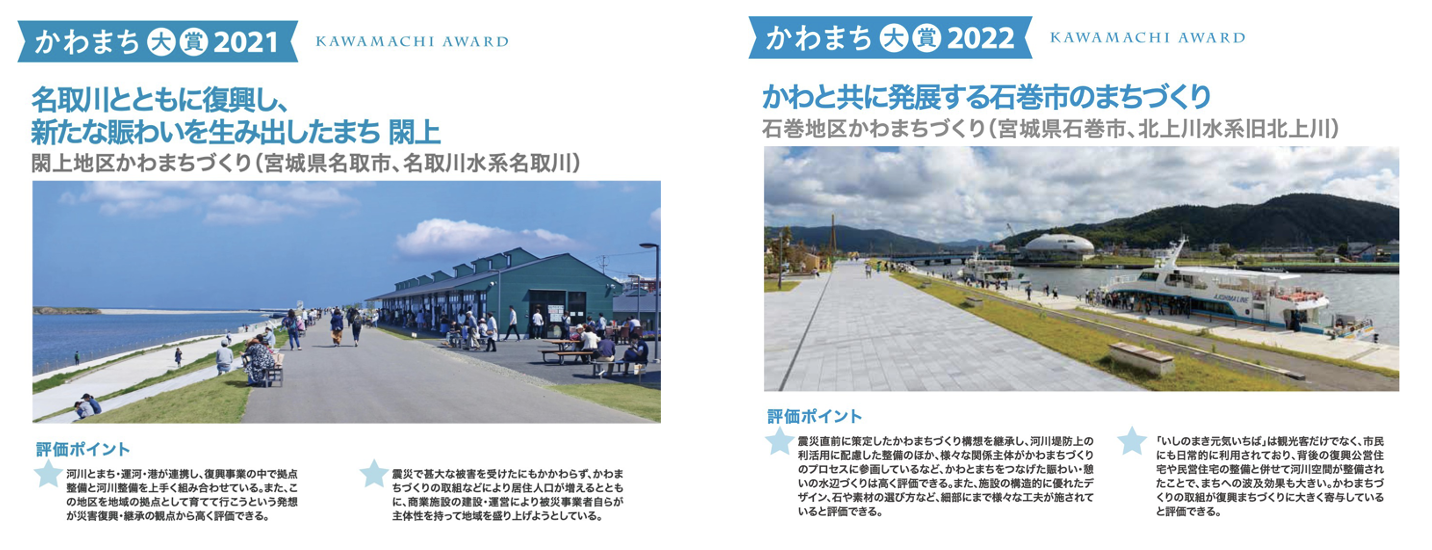 かわまち大賞2021 KAWAMACHI AWARD
名取川とともに復興し、
新たな賑わいを生み出したまち 閖上
閖上地区かわまちづくり（宮城県名取市、名取川水系名取川）
評価ポイント
河川とまち・運河・港が連携し、復興事業の中で拠点
整備と河川整備を上手く組み合わせている。また、こ
の地区を地域の拠点として育てて行こうという発想
が災害復興・継承の観点から高く評価できる。
震災で甚大な被害を受けたにもかかわらず、かわま
ちづくりの取組などにより居住人口が増えるととも
に、商業施設の建設・運営により被災事業者自らが
主体性を持って地域を盛り上げようとしている。
かわまち大賞2022 KAWAMACHI AWARD
かわと共に発展する石巻市のまちづくり
石巻地区かわまちづくり（宮城県石巻市、北上川水系旧北上川）
AJISHIMA LINE
評価ポイント
震災直前に策定したかわまちづくり構想を継承し、河川堤防上の
利活用に配慮した整備のほか、様々な関係主体がかわまちづくり
のプロセスに参画しているなど、かわとまちをつなげた賑わい・憩
いの水辺づくりは高く評価できる。また、施設の構造的に優れたデ
ザイン、石や素材の選び方など、細部にまで様々な工夫が施されて
いると評価できる。
「いしのまき元気いちば」は観光客だけでなく、市民
にも日常的に利用されており、背後の復興公営住
宅や民営住宅の整備と併せて河川空間が整備され
たことで、まちへの波及効果も大きい。かわまちづ
くりの取組が復興まちづくりに大きく寄与している
と評価できる。